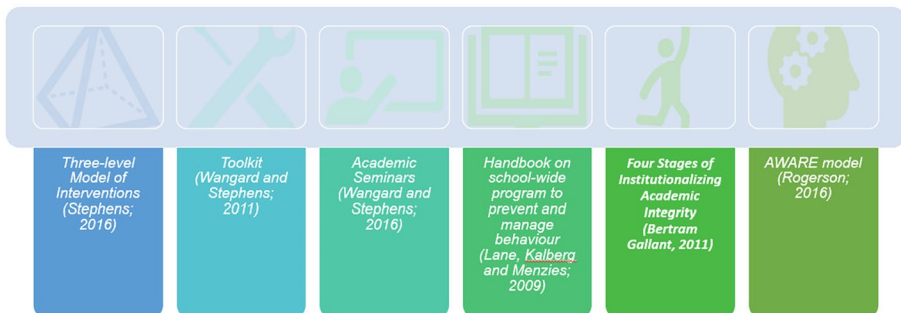 Three-level
Model of
Interventions
(Stephens;
2016)
Toolkit
(Wangard and
Stephens;
2011)
Academic
Seminars
(Wangard and
Stephens;
2016)
Handbook on
school-wide
program to
prevent and
manage
behaviour
(Lane, Kalberg
and Menzies;
2009)
Four Stages of
Institutionalizing
Academic
Integrity
(Bertram
Gallant, 2011)
AWARE model
(Rogerson;
2016)